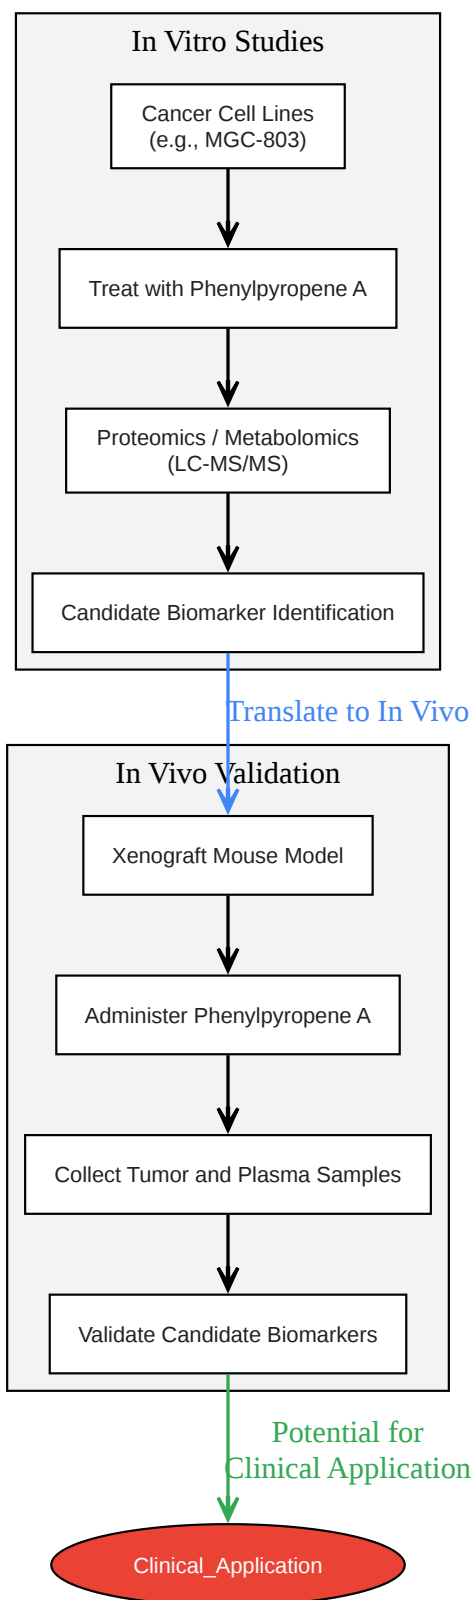 In Vitro Studies
Cancer Cell Lines
(e.g., MGC-803)
Treat with Phenylpyropene A
Proteomics / Metabolomics
(LC-MS/MS)
Candidate Biomarker Identification
Translate to In Vivo
In Vivo Validation
Xenograft Mouse Model
Administer Phenylpyropene A
Collect Tumor and Plasma Samples
Validate Candidate Biomarkers
Potential for
Clinical Application
Clinical_Application